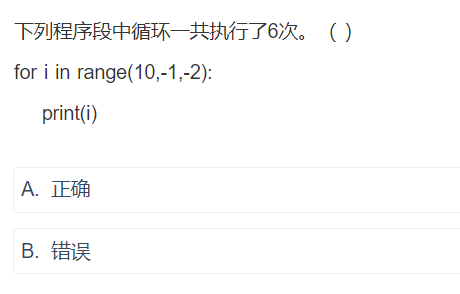 下列程序段中循环一共执行了6次。 ( )
for i in range(10,-1,-2):
print(i)
A. 正确
B. 错误